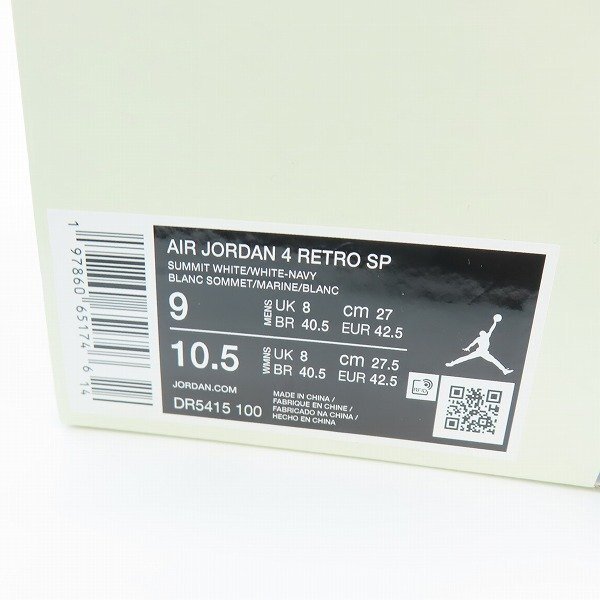 AIR JORDAN 4 RETRO SP
SUMMIT WHITE/WHITE-NAVY
BLANC SOMMET/MARINE/BLANC
9 MENS UK 8 cm 27
BR 40.5 EUR 42.5
10.5 WMNS UK 8 cm 27.5
BR 40.5 EUR 42.5
JORDAN.COM
DR5415 100
MADE IN CHINA /
FABRIQUE EN CHINE /
FABRICADO NA CHINA /
HECHO EN CHINA
RFID
1 97860 65174 6 14